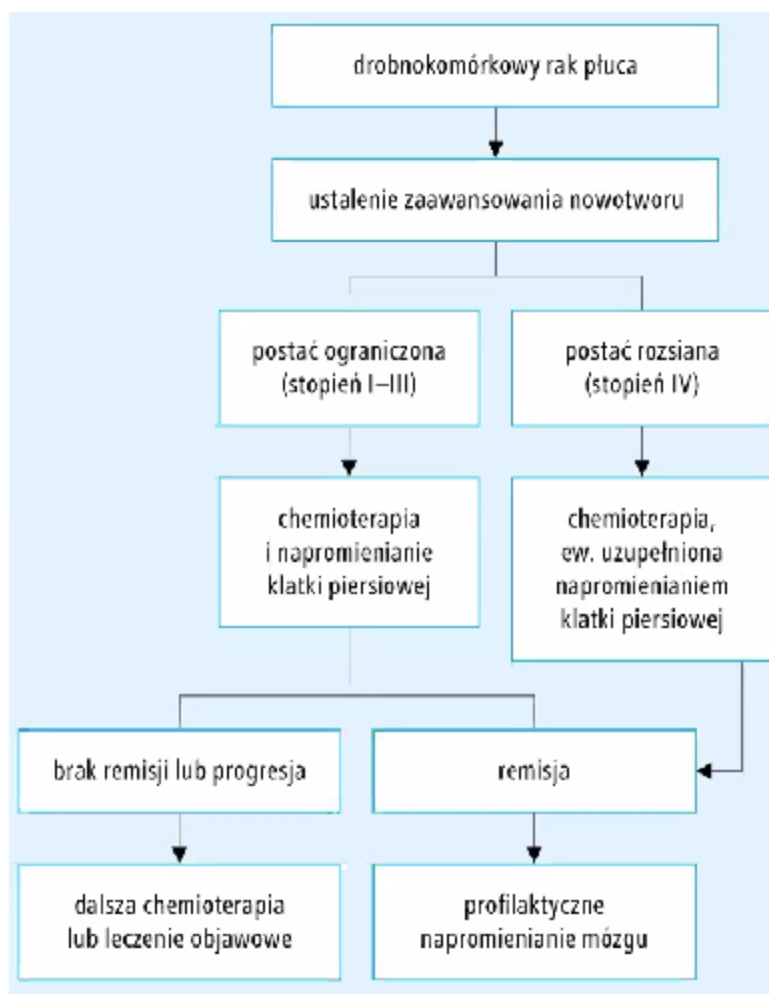 drobnokomórkowy rak płuca
ustalenie zaawansowania nowotworu
postać ograniczona
(stopień I–III)
postać rozsiana
(stopień IV)
chemioterapia
i napromienianie
klatki piersiowej
chemioterapia,
ew. uzupełniona
napromienianiem
klatki piersiowej
brak remisji lub progresja
remisja
dalsza chemioterapia
lub leczenie objawowe
profilaktyczne
napromienianie mózgu